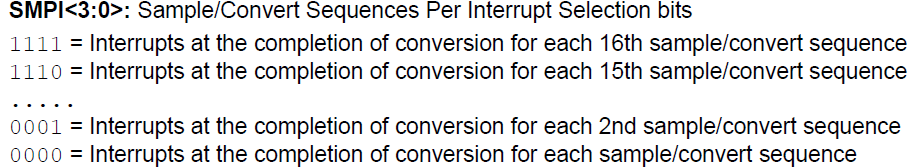 SMPI<3:0>: Sample/Convert Sequences Per Interrupt Selection bits
1111 = Interrupts at the completion of conversion for each 16th sample/convert sequence
1110 = Interrupts at the completion of conversion for each 15th sample/convert sequence
.....
0001 = Interrupts at the completion of conversion for each 2nd sample/convert sequence
0000 = Interrupts at the completion of conversion for each sample/convert sequence